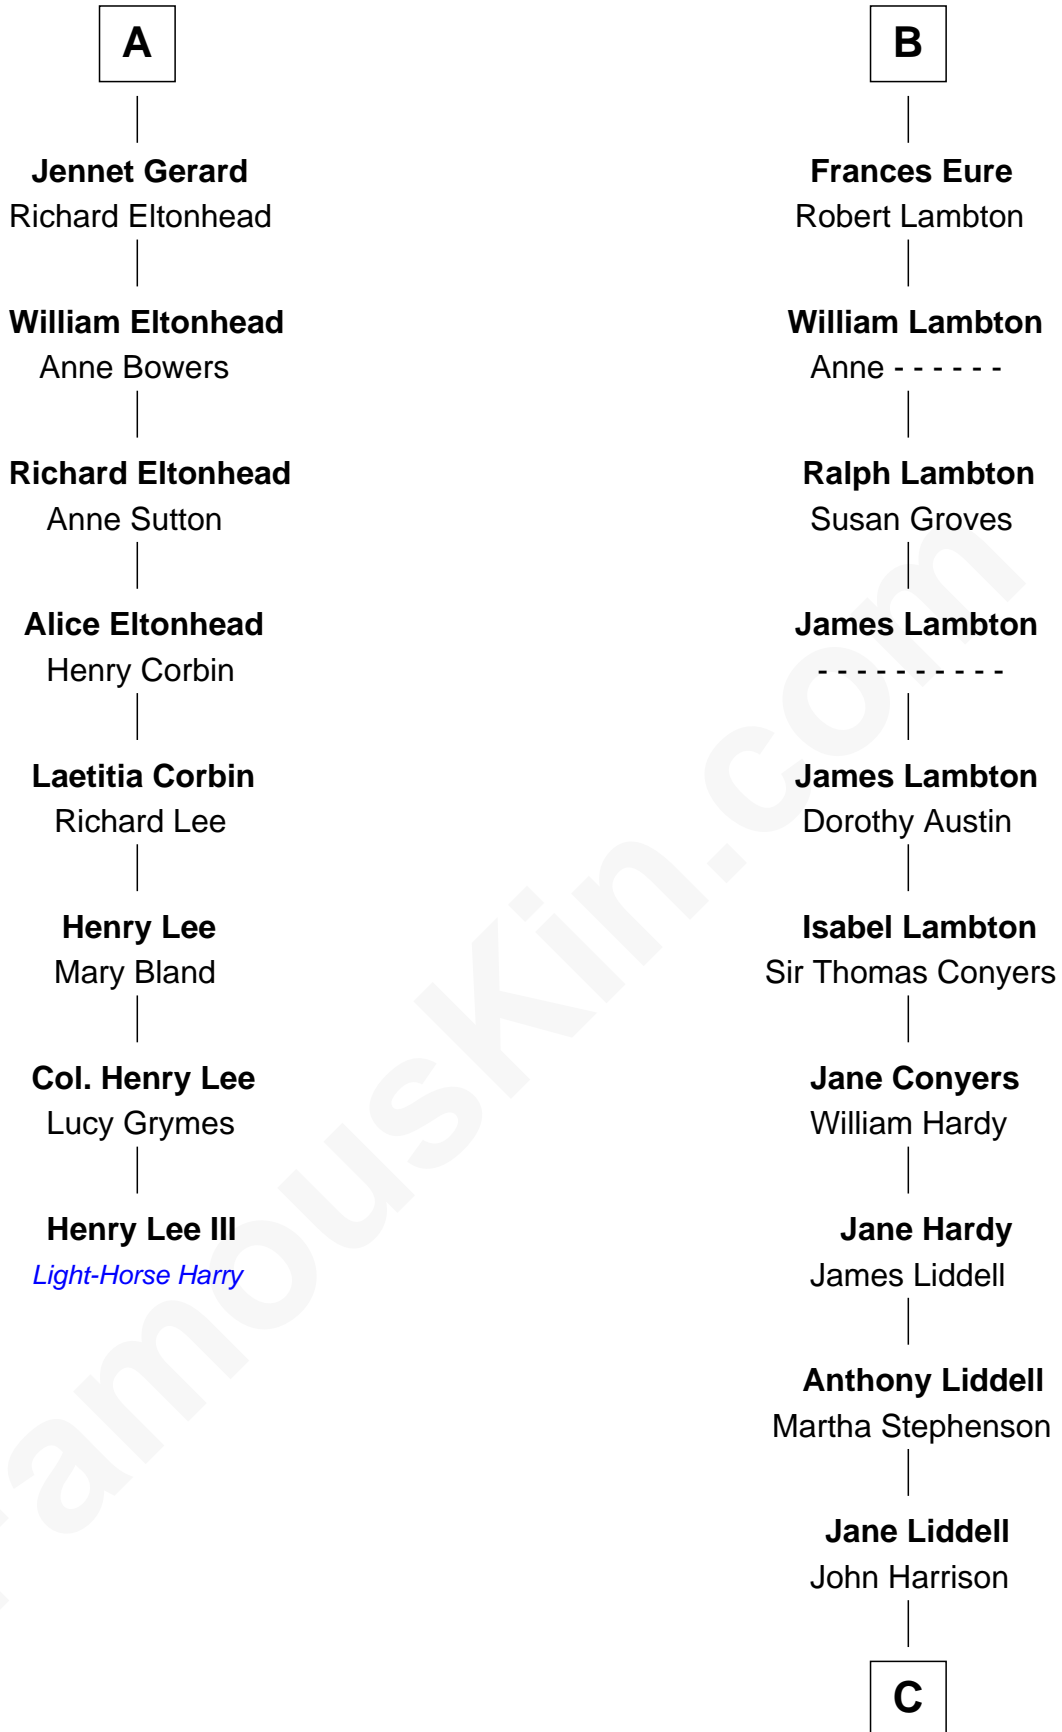 A
Jennet Gerard
Richard Eltonhead
William Eltonhead
Anne Bowers
Richard Eltonhead
Anne Sutton
Alice Eltonhead
Henry Corbin
Laetitia Corbin
Richard Lee
Henry Lee
Mary Bland
Col. Henry Lee
Lucy Grymes
Henry Lee III
Light-Horse Harry
B
Frances Eure
Robert Lambton
William Lambton
Anne - - - - - -
Ralph Lambton
Susan Groves
James Lambton
- - - - - - - - - -
James Lambton
Dorothy Austin
Isabel Lambton
Sir Thomas Conyers
Jane Conyers
William Hardy
Jane Hardy
James Liddell
Anthony Liddell
Martha Stephenson
Jane Liddell
John Harrison
C
FamousKin.com